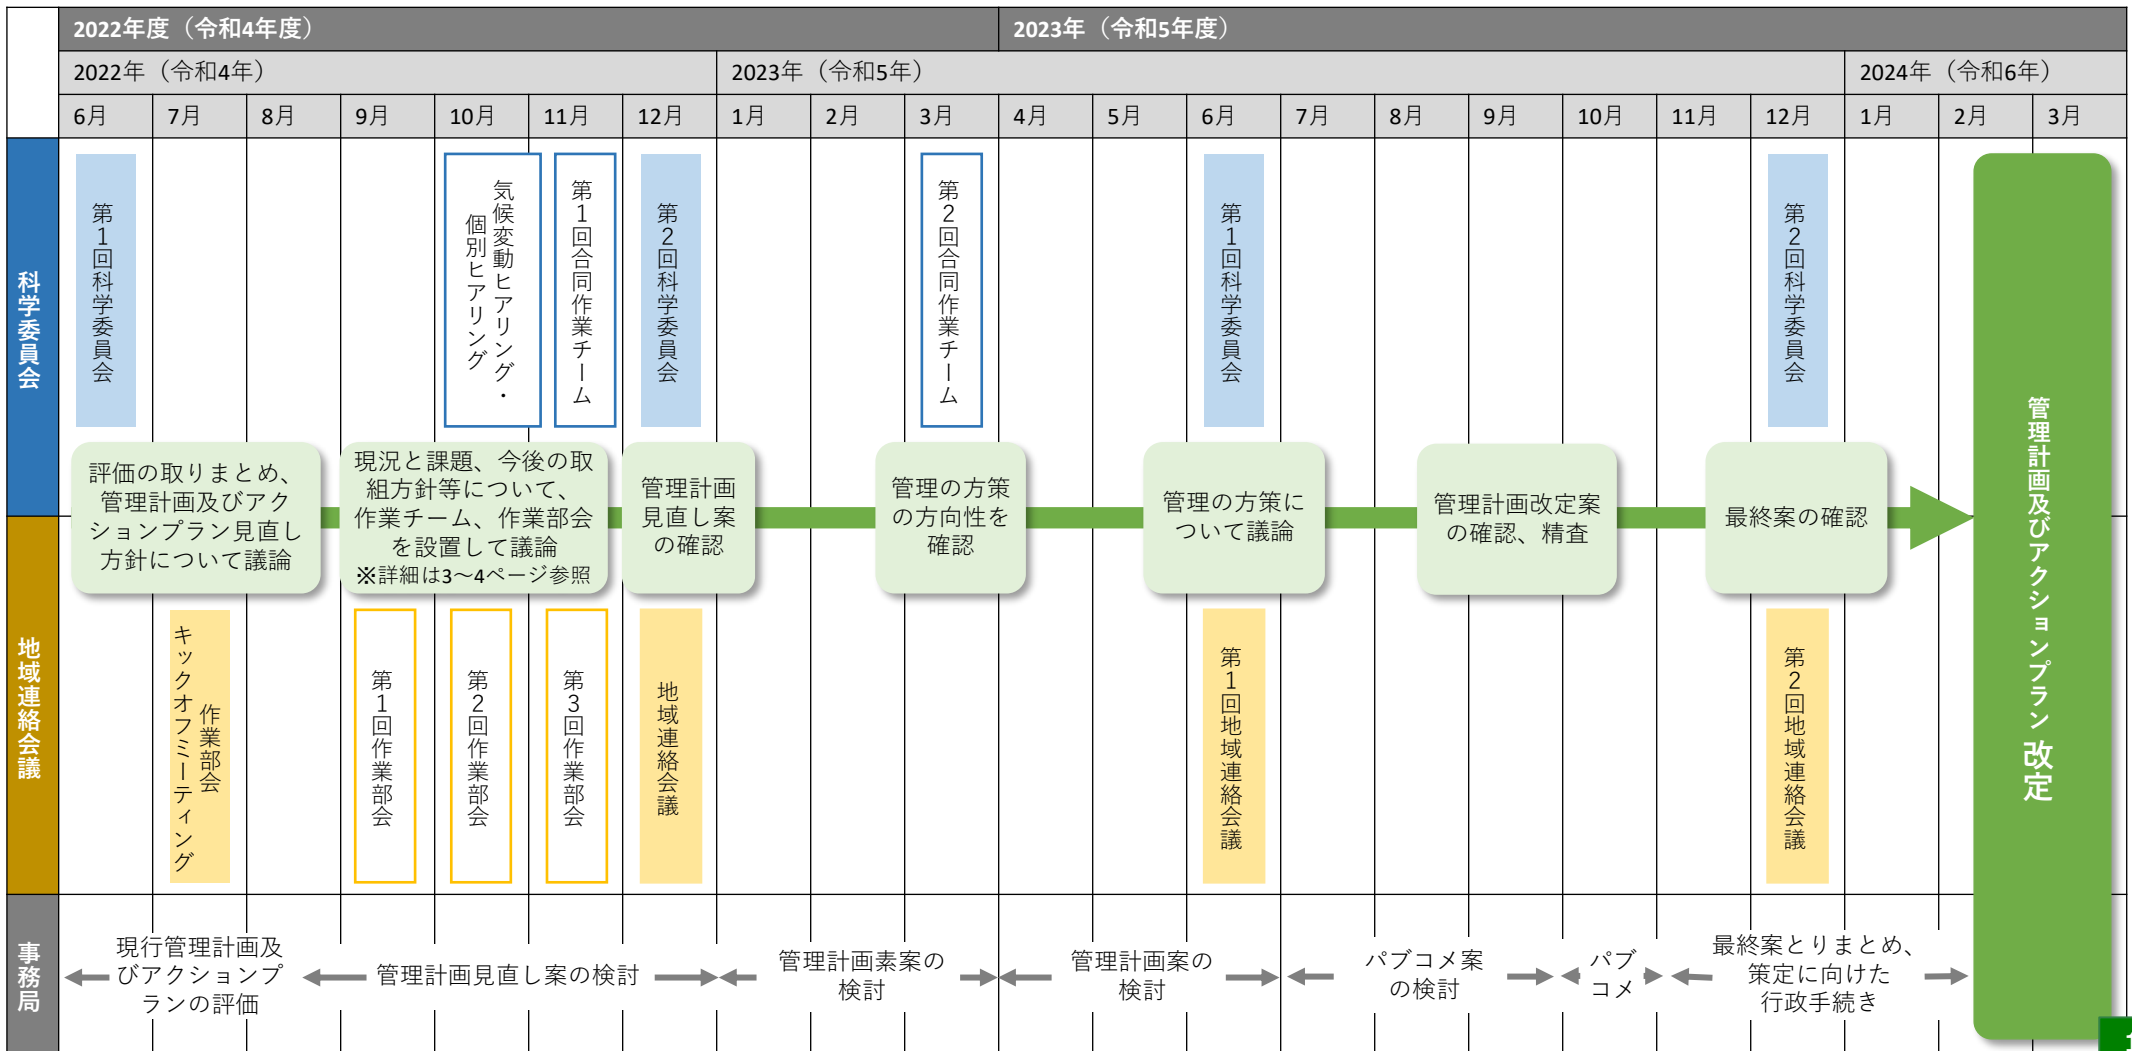 2022年度（令和4年度）
2023年（令和5年度）
2022年（令和4年）
2023年（令和5年）
2024年（令和6年）
6月
7月
8月
9月
10月
11月
12月
1月
2月
3月
4月
5月
6月
7月
8月
9月
10月
11月
12月
1月
2月
3月
科学委員会
第1回科学委員会
気候変動ヒアリング・
個別ヒアリング
第1回合同作業チーム
第2回科学委員会
第2回合同作業チーム
第1回科学委員会
第2回科学委員会
評価の取りまとめ、
管理計画及びアク
ションプラン見直し
方針について議論
現況と課題、今後の取
組方針等について、
作業チーム、作業部会
を設置して議論
※詳細は3～4ページ参照
管理計画
見直し案
の確認
管理の方策
の方向性を
確認
管理の方策に
ついて議論
管理計画改定案
の確認、精査
最終案の確認
管理計画及びアクションプラン 改定
地域連絡会議
作業部会
キックオフミーティング
第1回作業部会
第2回作業部会
第3回作業部会
地域連絡会議
第1回地域連絡会議
第2回地域連絡会議
事務局
現行管理計画及
びアクションプ
ランの評価
管理計画見直し案の検討
管理計画素案の
検討
管理計画案の
検討
パブコメ案
の検討
パブ
コメ
最終案とりまとめ、
策定に向けた
行政手続き